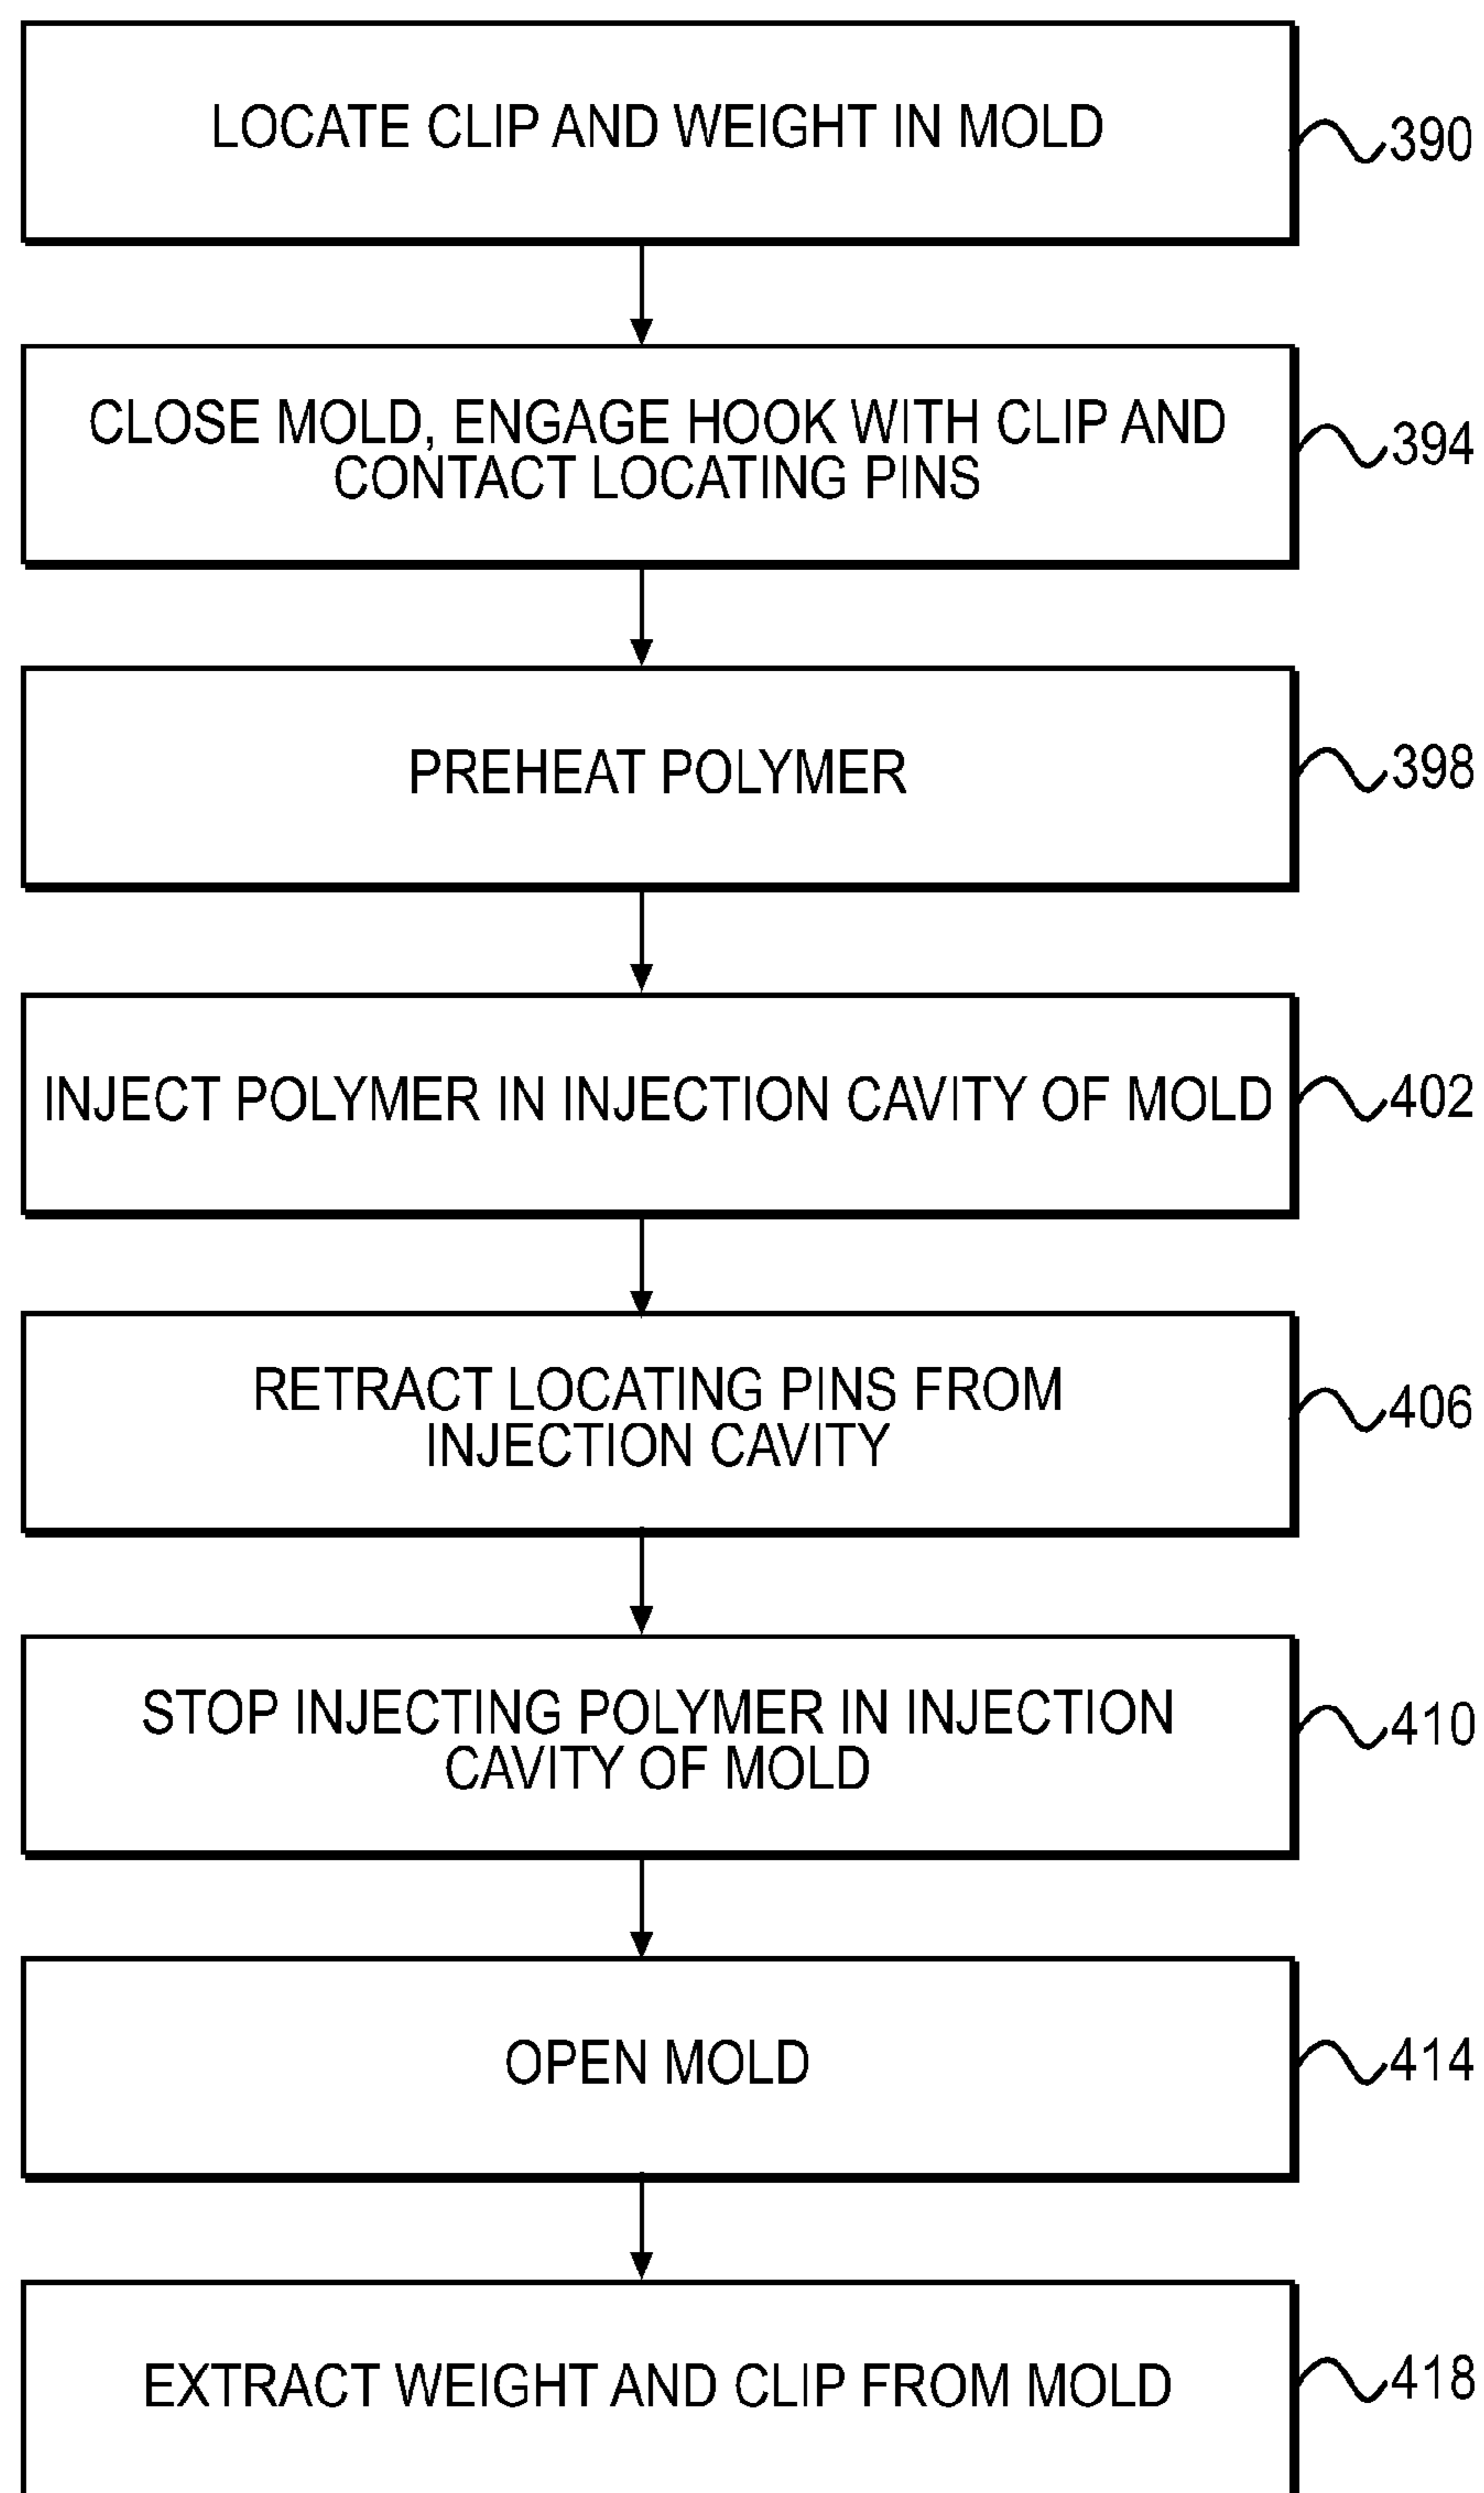 LOCATE CLIP AND WEIGHT IN MOLD
390
CLOSE MOLD, ENGAGE HOOK WITH CLIP AND
CONTACT LOCATING PINS
394
PREHEAT POLYMER
398
INJECT POLYMER IN INJECTION CAVITY OF MOLD
402
RETRACT LOCATING PINS FROM
INJECTION CAVITY
406
STOP INJECTING POLYMER IN INJECTION
CAVITY OF MOLD
410
OPEN MOLD
414
EXTRACT WEIGHT AND CLIP FROM MOLD
418